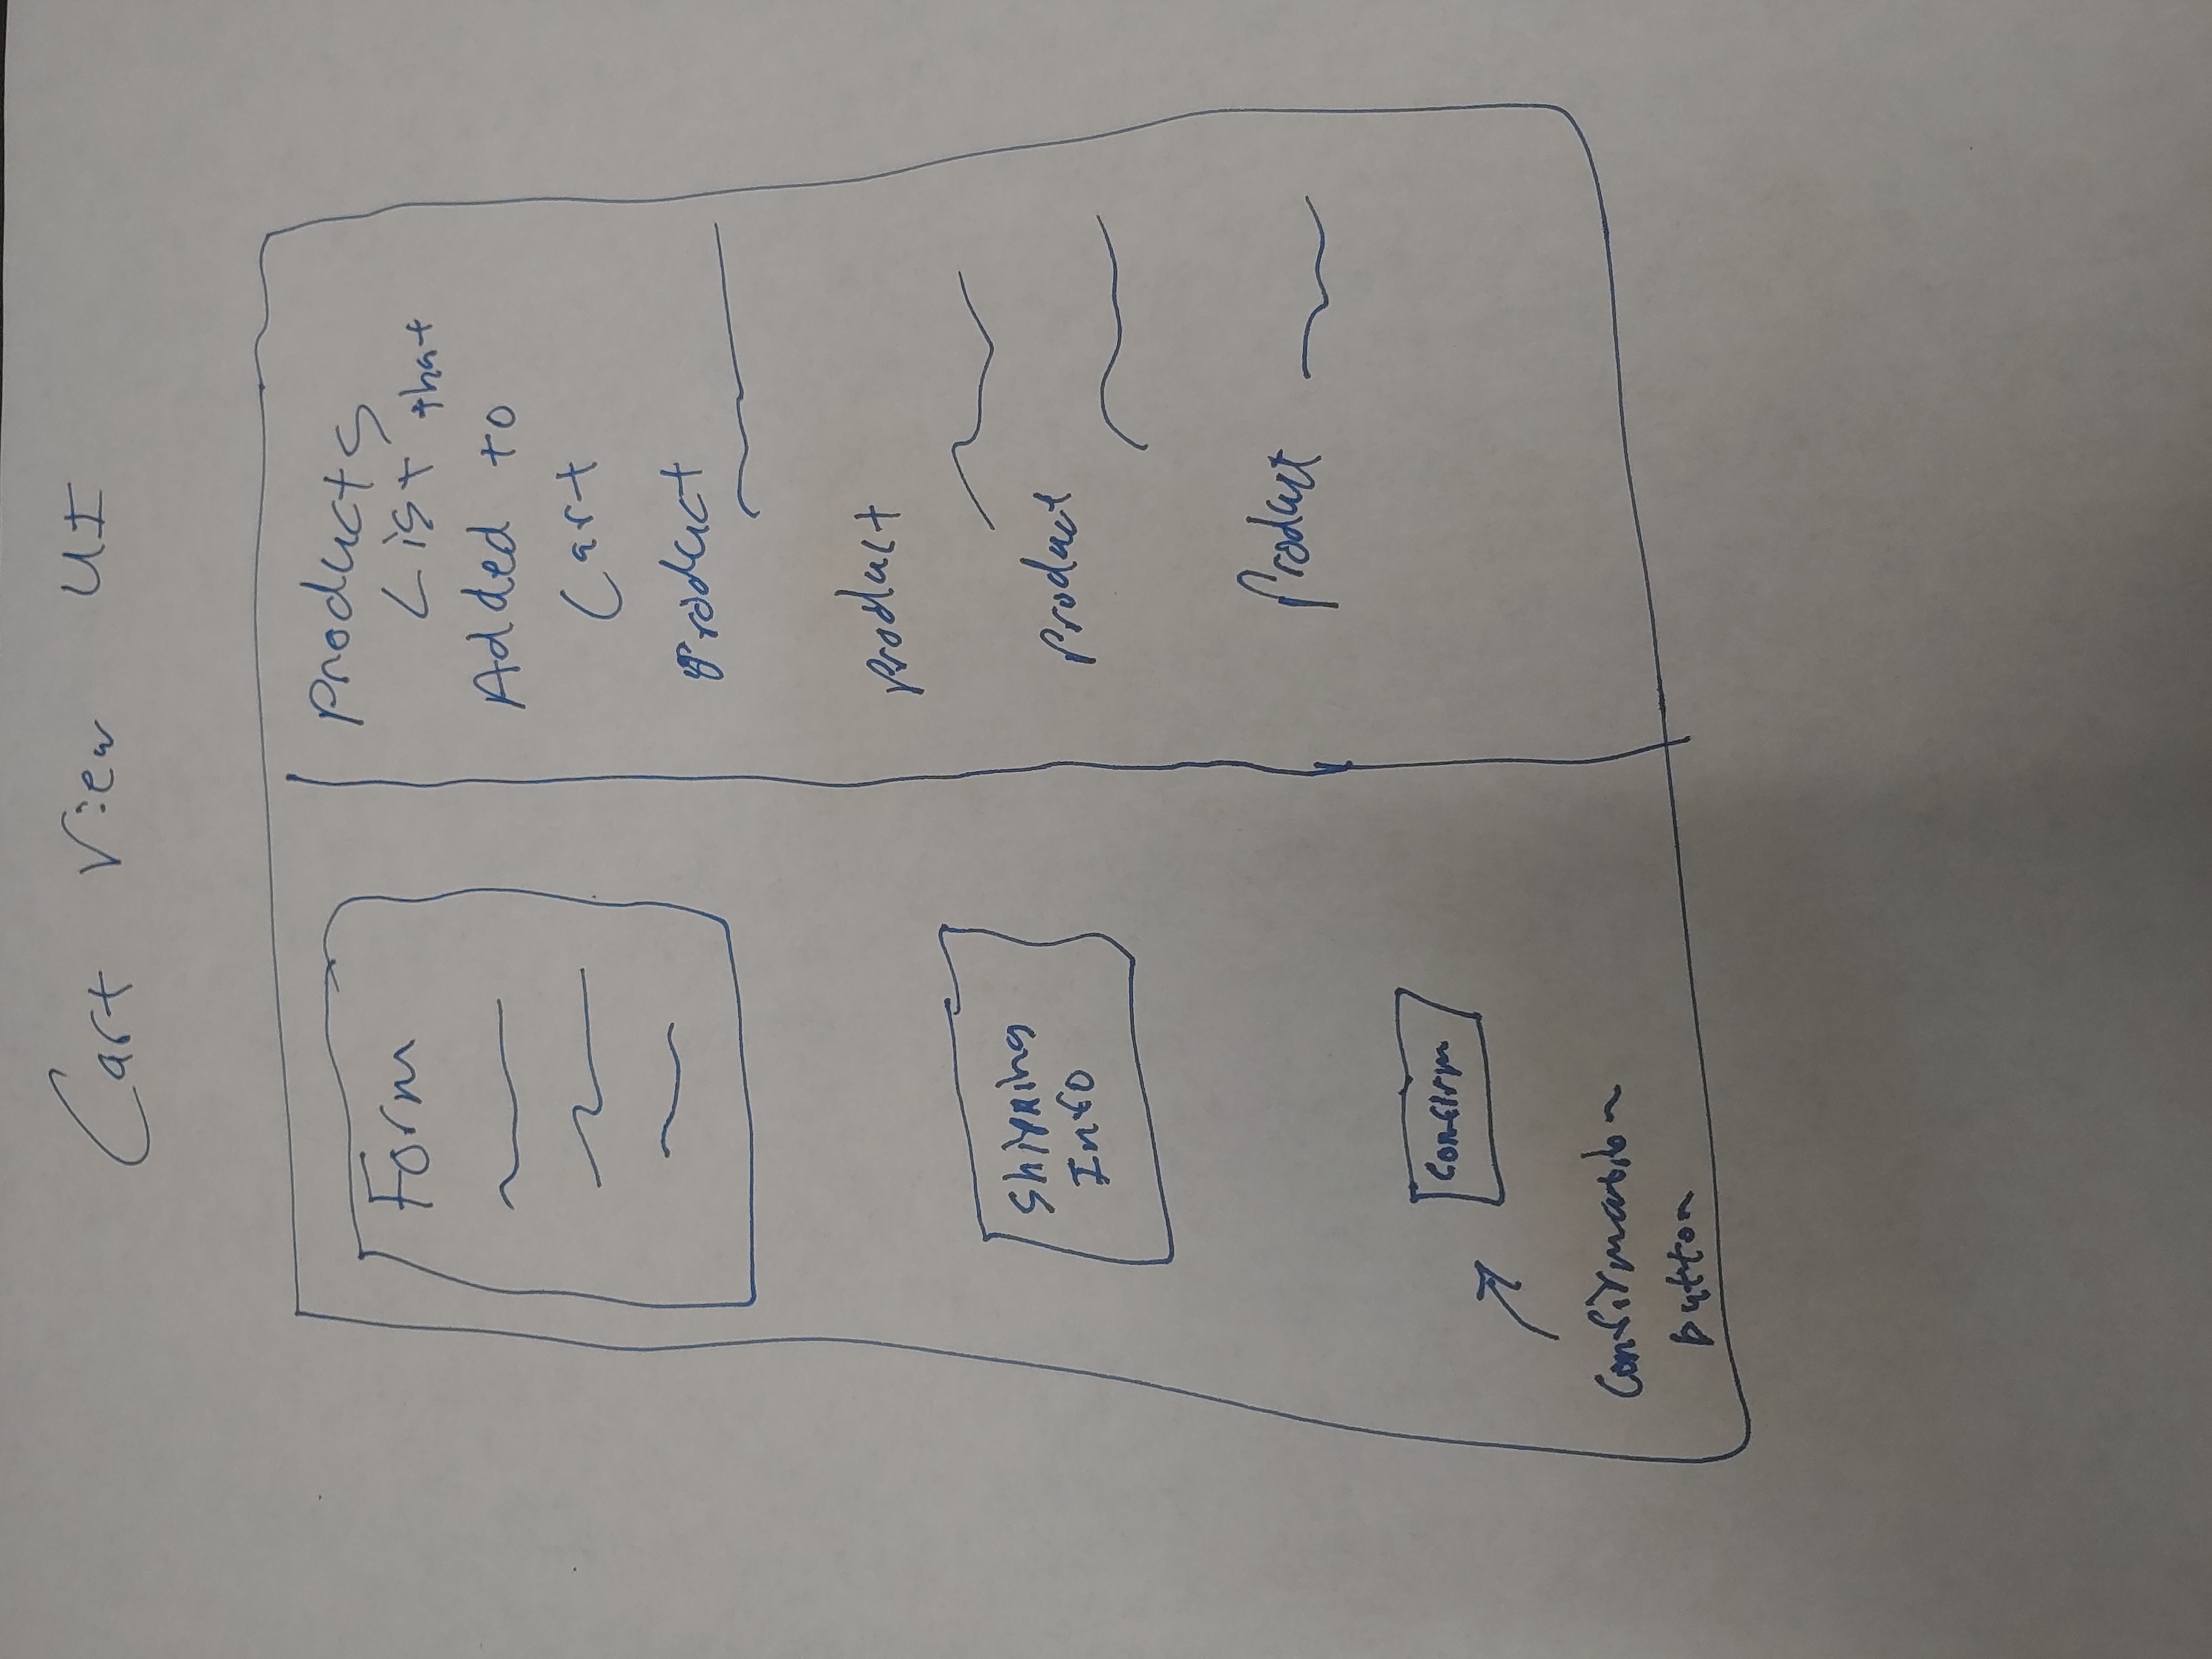 Cart View UI
Form
Shipping
Info
Confirm
Confirmation
button
Products
List that
Added to
Cart
Product
product
product
Product